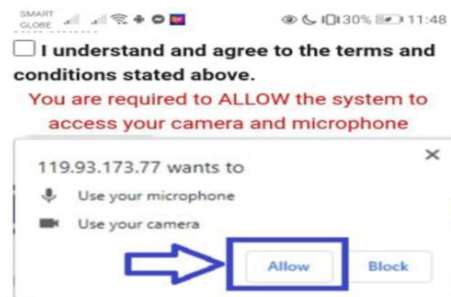 SMART
GLOBE
30% 11:48
I understand and agree to the terms and
conditions stated above.
You are required to ALLOW the system to
access your camera and microphone
119.93.173.77 wants to
Use your microphone
Use your camera
Allow Block